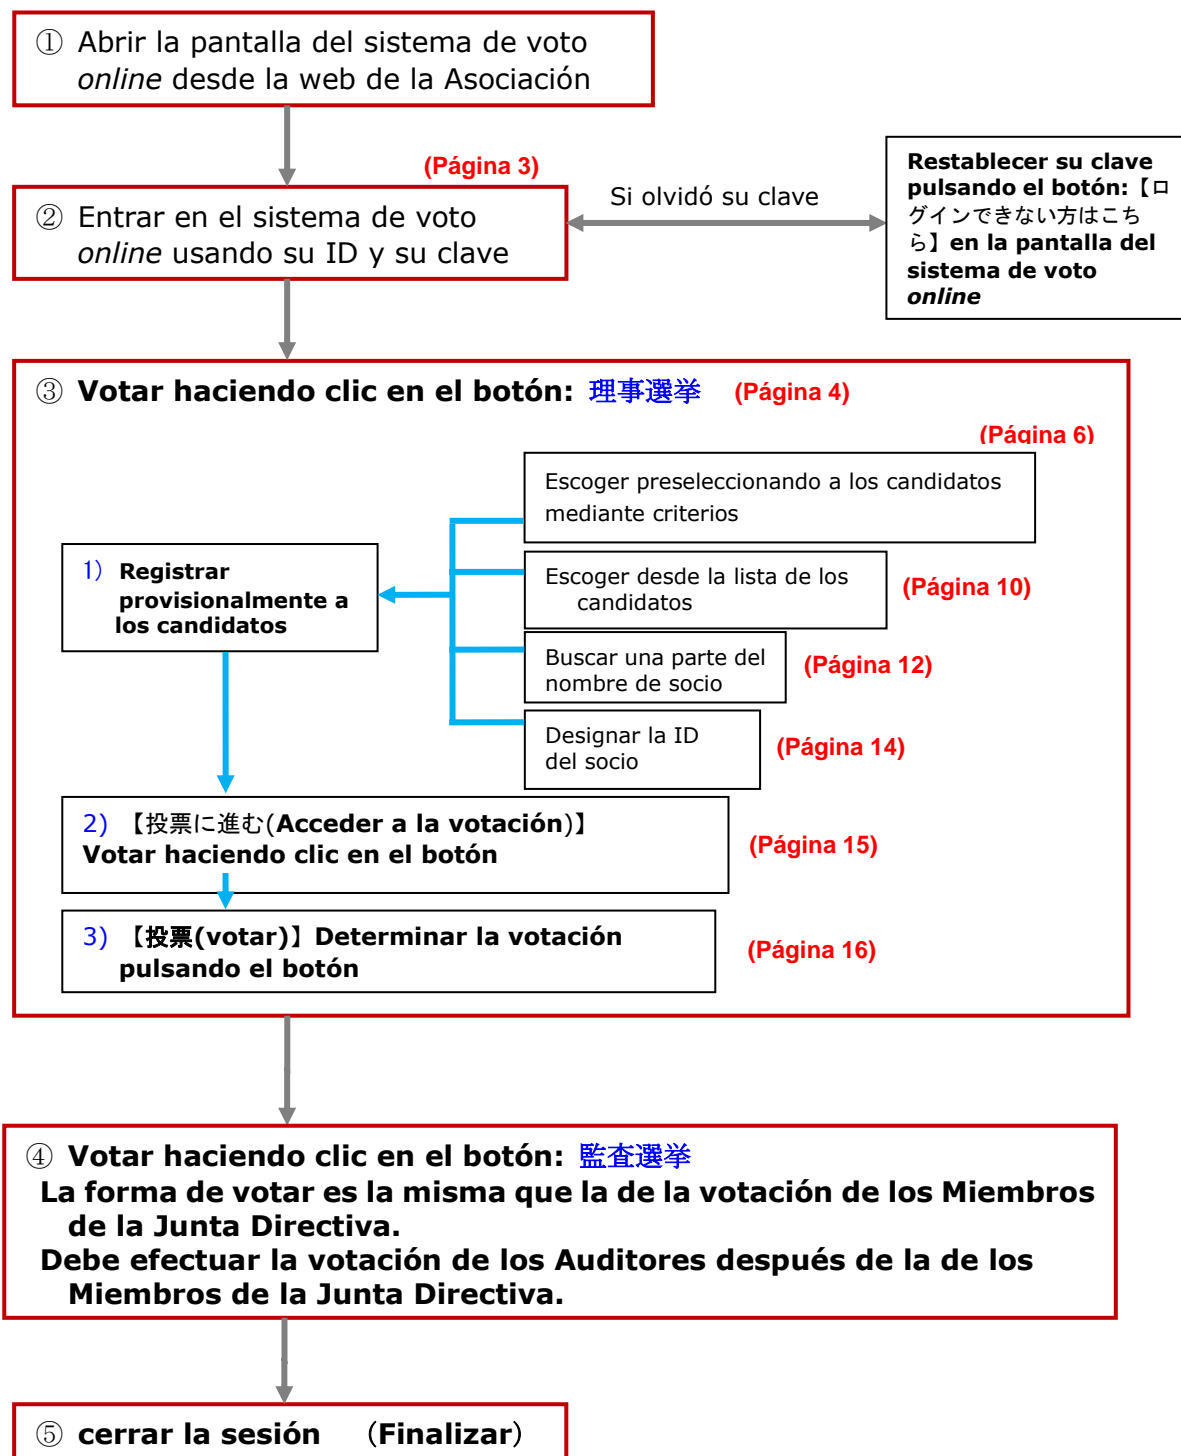 ① Abrir la pantalla del sistema de voto
online desde la web de la Asociación
(Página 3)
② Entrar en el sistema de voto
online usando su ID y su clave
Si olvidó su clave
Restablecer su clave
pulsando el botón:【ロ
グインできない方はこち
ら】en la pantalla del
sistema de voto
online
③ Votar haciendo clic en el botón: 理事選挙 (Página 4)
(Página 6)
Escoger preseleccionando a los candidatos
mediante criterios
1) Registrar
provisionalmente a
los candidatos
Escoger desde la lista de los
candidatos
(Página 10)
Buscar una parte del
nombre de socio
(Página 12)
Designar la ID
del socio
(Página 14)
2) 【投票に進む(Acceder a la votación)】
Votar haciendo clic en el botón
(Página 15)
3) 【投票(votar)】Determinar la votación
pulsando el botón
(Página 16)
④ Votar haciendo clic en el botón: 監査選挙
La forma de votar es la misma que la de la votación de los Miembros
de la Junta Directiva.
Debe efectuar la votación de los Auditores después de la de los
Miembros de la Junta Directiva.
⑤ cerrar la sesión （Finalizar）